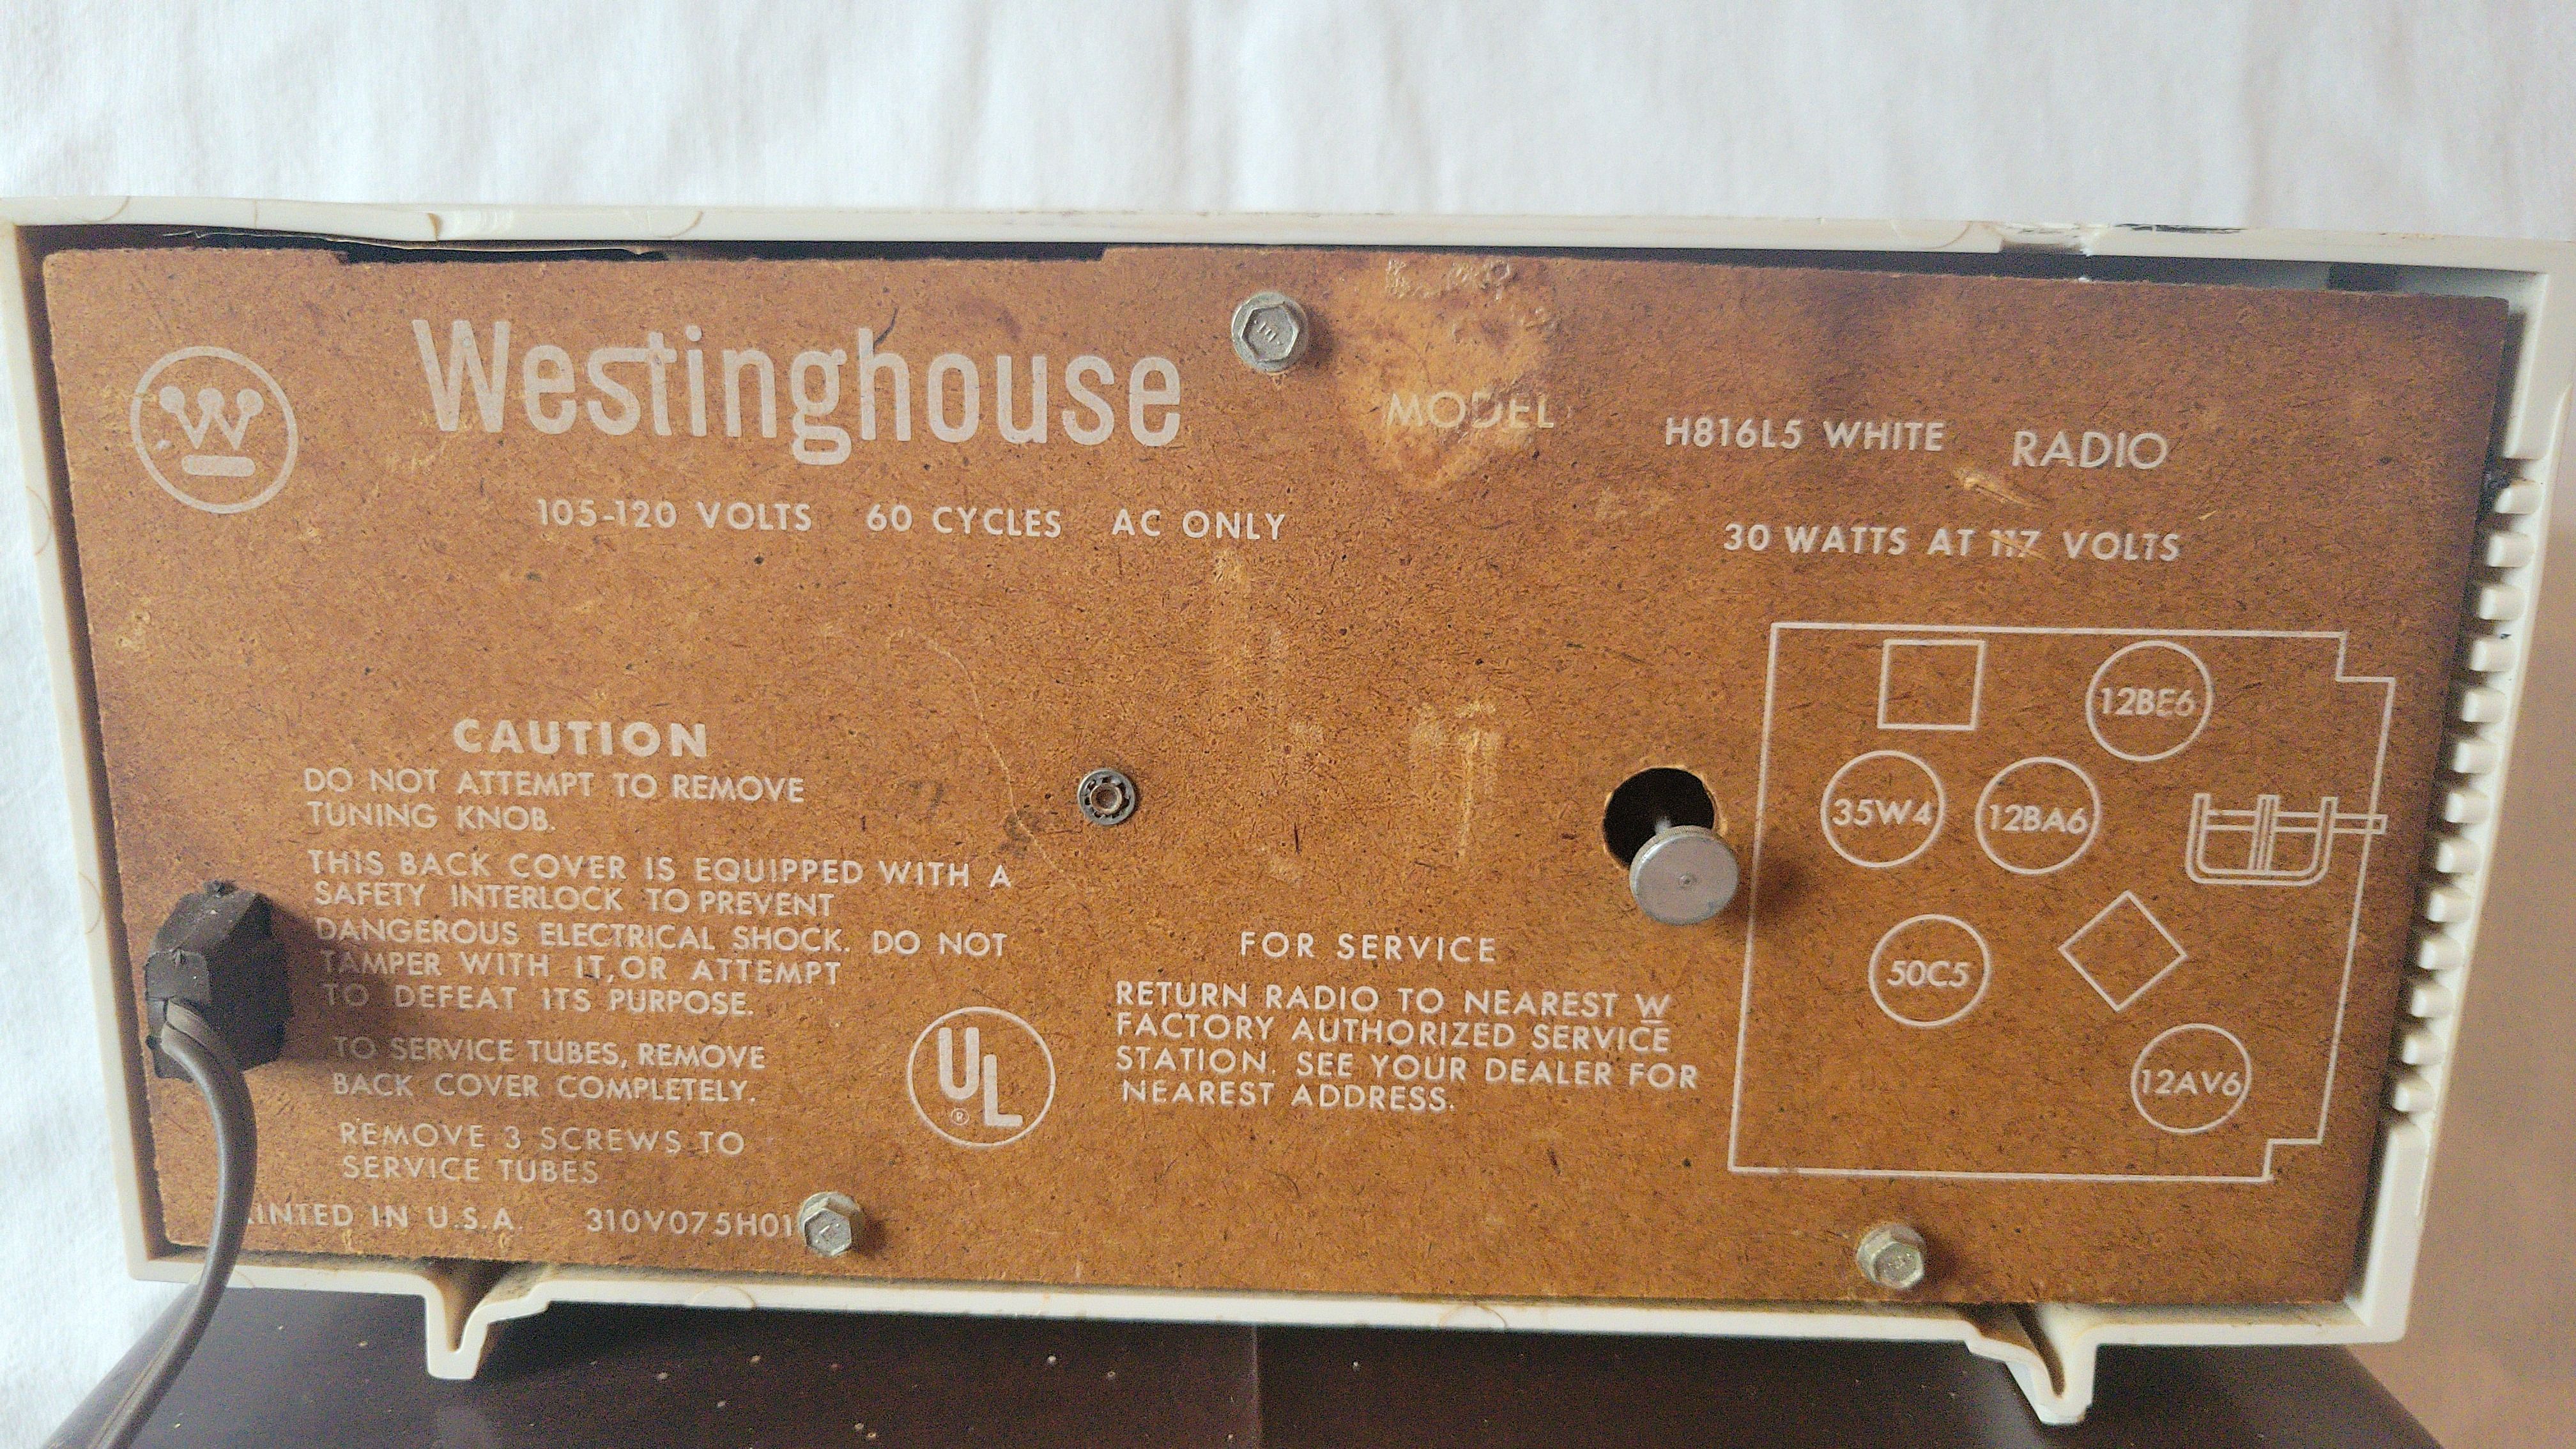 W
Westinghouse
MODEL H816L5 WHITE RADIO
105-120 VOLTS 60 CYCLES AC ONLY
30 WATTS AT 117 VOLTS
CAUTION
DO NOT ATTEMPT TO REMOVE
TUNING KNOB.
THIS BACK COVER IS EQUIPPED WITH A
SAFETY INTERLOCK TO PREVENT
DANGEROUS ELECTRICAL SHOCK. DO NOT
TAMPER WITH IT, OR ATTEMPT
TO DEFEAT ITS PURPOSE.
TO SERVICE TUBES, REMOVE
BACK COVER COMPLETELY.
REMOVE 3 SCREWS TO
SERVICE TUBES
INTED IN U.S.A. 310V075H01
UL
®
FOR SERVICE
RETURN RADIO TO NEAREST W
FACTORY AUTHORIZED SERVICE
STATION. SEE YOUR DEALER FOR
NEAREST ADDRESS.
12BE6
35W4
12BA6
50C5
12AV6